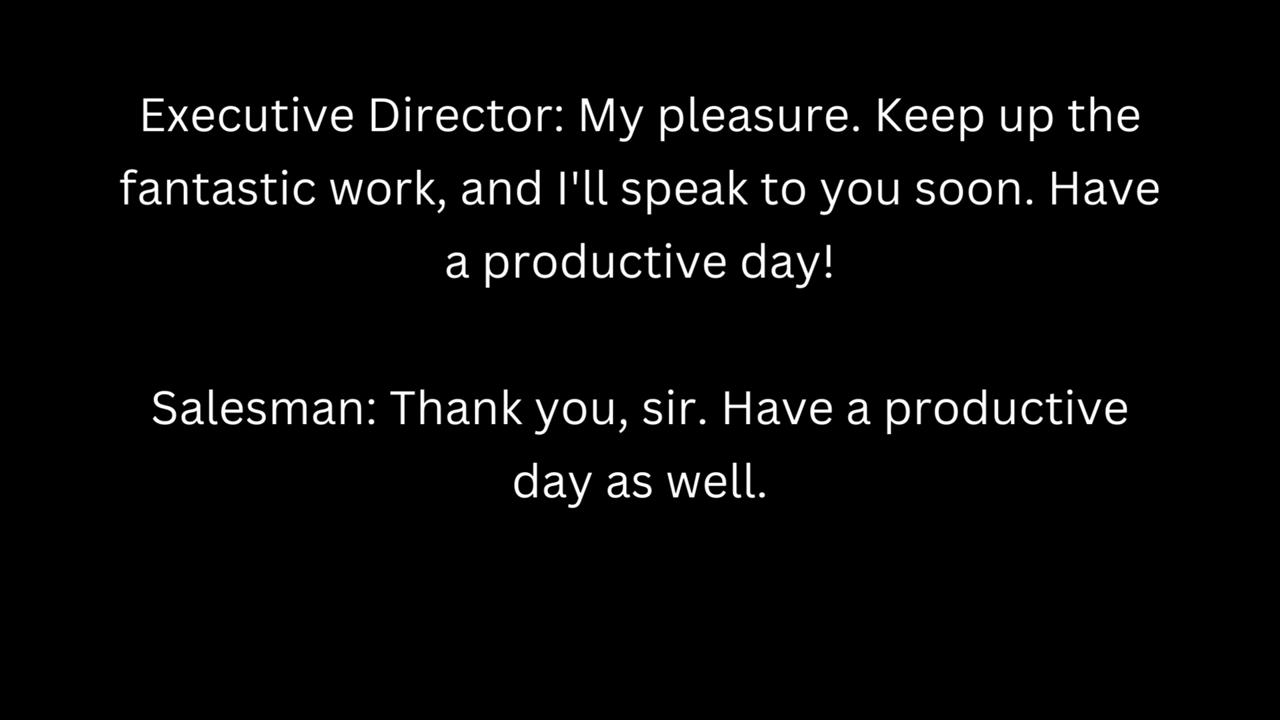 Executive Director: My pleasure. Keep up the
fantastic work, and I'll speak to you soon. Have
a productive day!
Salesman: Thank you, sir. Have a productive
day as well.